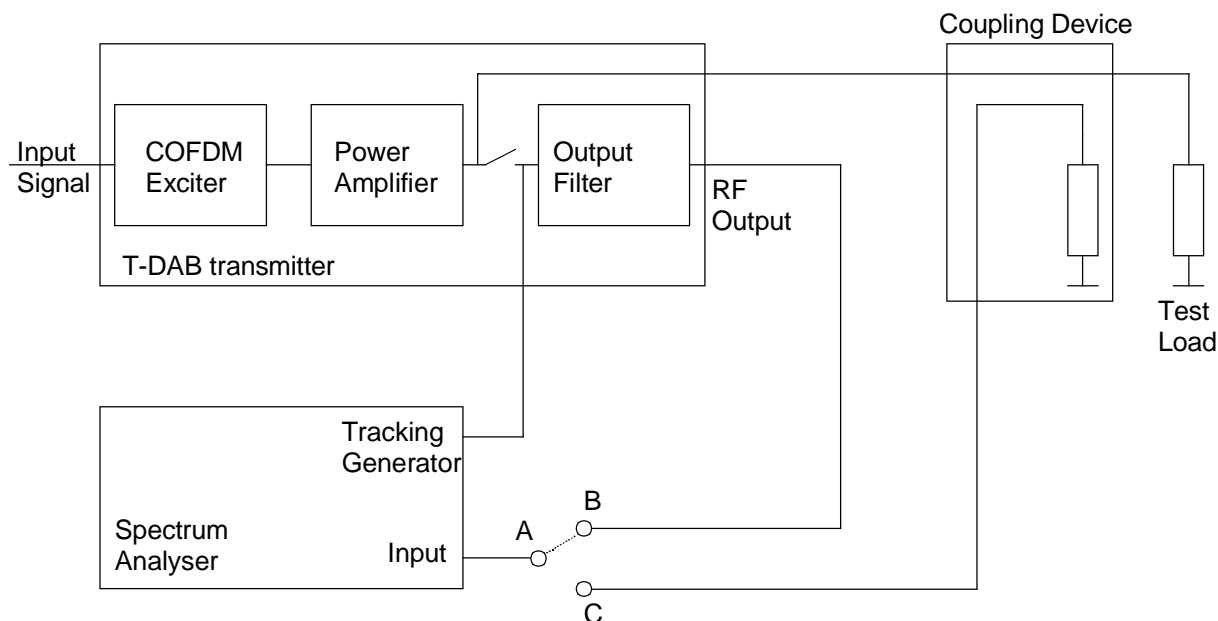 Coupling Device
Input
Signal
COFDM
Exciter
Power
Amplifier
Output
Filter
RF
Output
T-DAB transmitter
Test
Load
Tracking
Generator
Spectrum
Analyser
Input
A
B
C